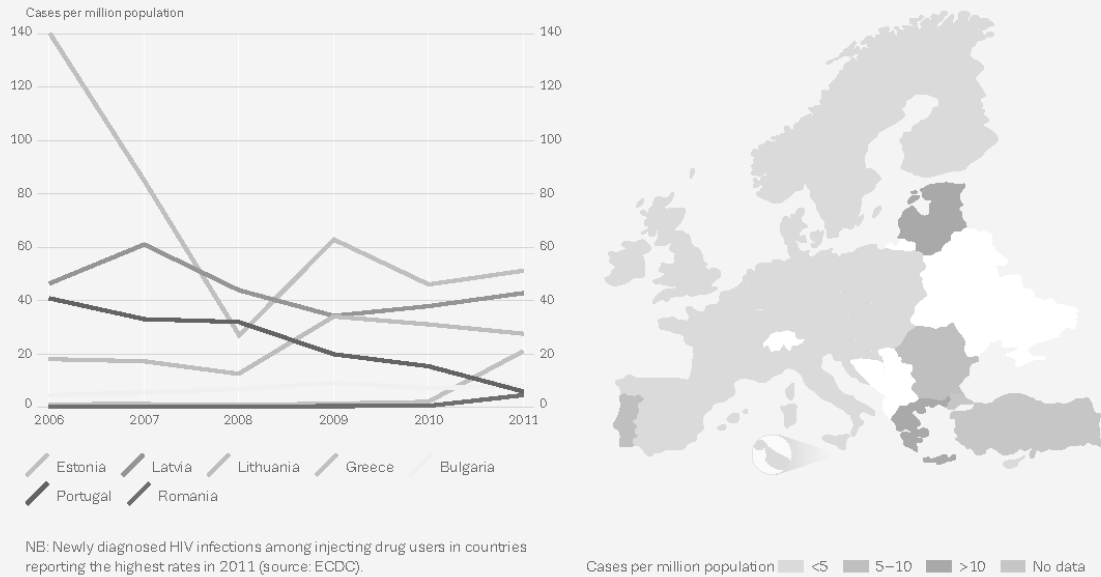 Cases per million population
140 140
120 120
100 100
80 80
60 60
40 40
20 20
0 0
2006 2007 2008 2009 2010 2011
Estonia Latvia Lithuania Greece Bulgaria
Portugal Romania
NB: Newly diagnosed HIV infections among injecting drug users in countries
reporting the highest rates in 2011 (source: ECDC).
Cases per million population <5 5–10 >10 No data